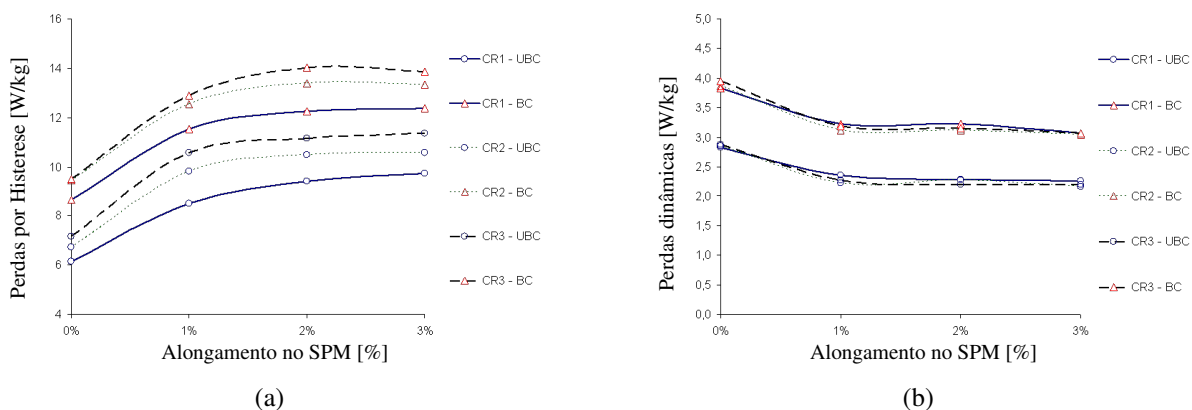 Perdas por Histerese [W/kg]
16
14
12
10
8
6
4
0%
1%
2%
3%
Alongamento no SPM [%]
CR1 - UBC
CR1 - BC
CR2 - UBC
CR2 - BC
CR3 - UBC
CR3 - BC
(a)
Perdas dinâmicas [W/kg]
5,0
4,5
4,0
3,5
3,0
2,5
2,0
1,5
1,0
0,5
0,0
0%
1%
2%
3%
Alongamento no SPM [%]
CR1 - UBC
CR1 - BC
CR2 - UBC
CR2 - BC
CR3 - UBC
CR3 - BC
(b)